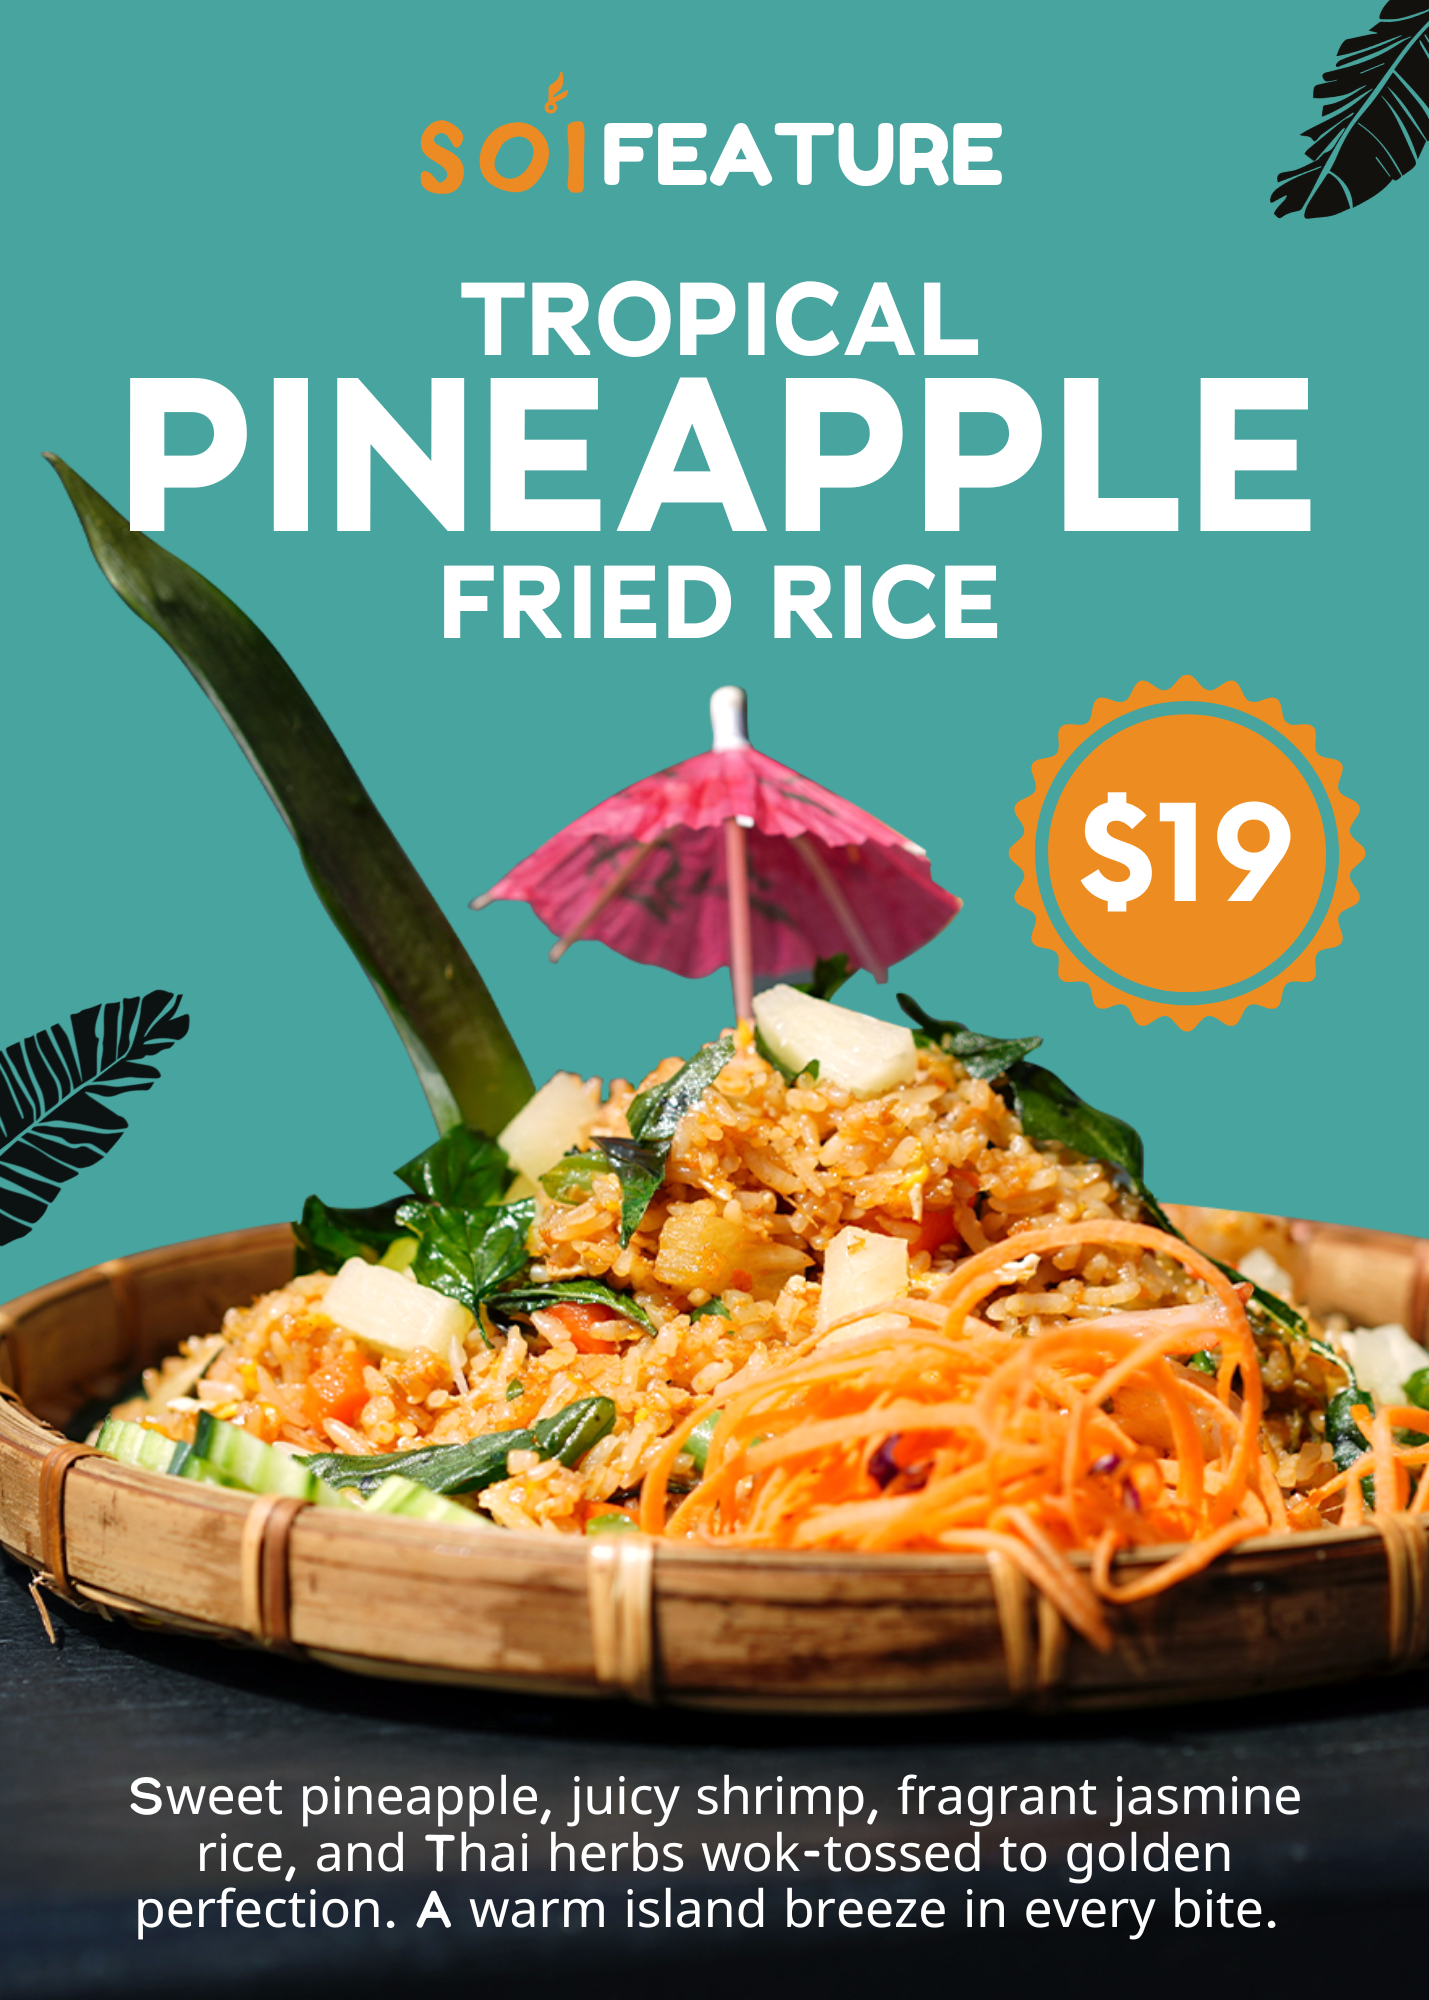 SOI FEATURE
TROPICAL
PINEAPPLE
FRIED RICE
$19
Sweet pineapple, juicy shrimp, fragrant jasmine
rice, and Thai herbs wok-tossed to golden
perfection. A warm island breeze in every bite.